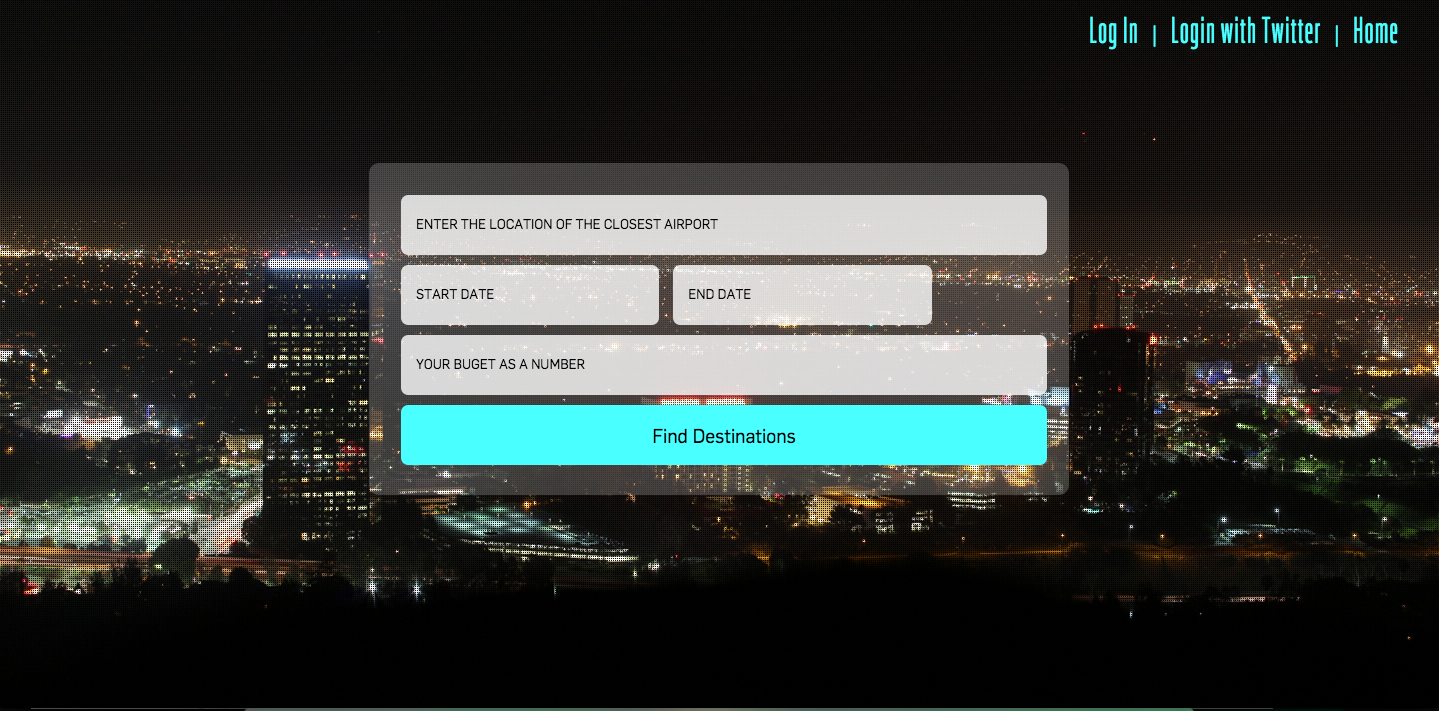 Log In | Login with Twitter | Home
ENTER THE LOCATION OF THE CLOSEST AIRPORT
START DATE END DATE
YOUR BUGET AS A NUMBER
Find Destinations